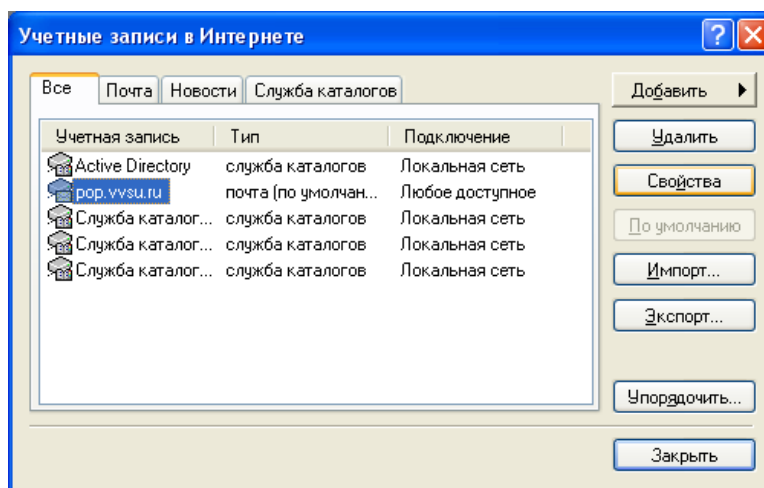 Учетные записи в Интернете
Все Почта Новости Служба каталогов
Добавить
Учетная запись Тип Подключение
Удалить
Active Directory служба каталогов Локальная сеть
Свойства
pop.vvsu.ru почта (по умолчан... Любое доступное
По умолчанию
Служба каталог... служба каталогов Локальная сеть
Служба каталог... служба каталогов Локальная сеть
Импорт...
Служба каталог... служба каталогов Локальная сеть
Экспорт...
Упорядочить...
Закрыть